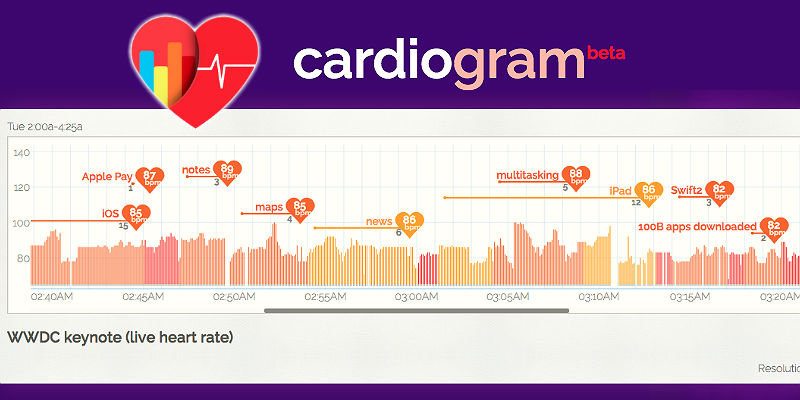 cardiogram beta
Tue 2:00a-4:25a
140
120
100
80
Apple Pay 87 bpm
1
notes 89 bpm
3
multitasking 88 bpm
5
iPad 86 bpm
12
Swift2 82 bpm
3
iOS 85 bpm
15
maps 85 bpm
4
news 86 bpm
6
100B apps downloaded 82 bpm
2
02:40AM 02:45AM 02:50AM 02:55AM 03:00AM 03:05AM 03:10AM 03:15AM 03:20AM
WWDC keynote (live heart rate)
Resolutio